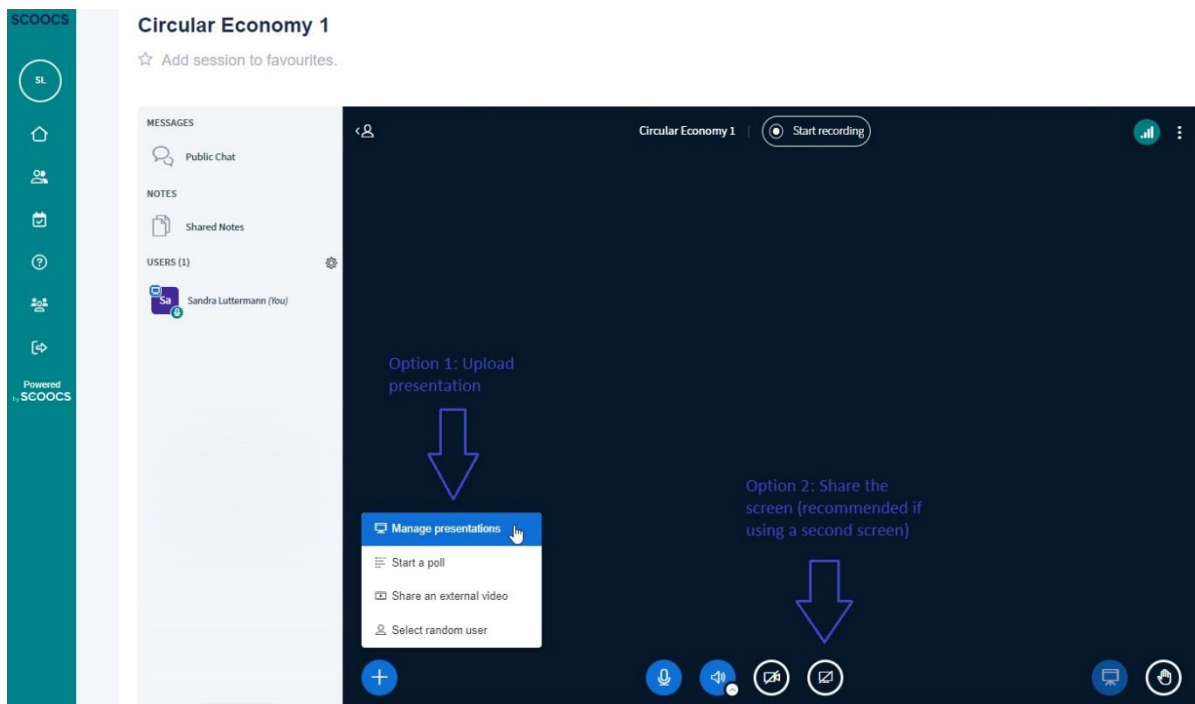 SCOOCS
SL
Powered
by SCOOCS
Circular Economy 1
Add session to favourites.
MESSAGES
Public Chat
NOTES
Shared Notes
USERS (1)
Sa
Sandra Luttermann (You)
Circular Economy 1
Start recording
Option 1: Upload
presentation
Manage presentations
Start a poll
Share an external video
Select random user
Option 2: Share the
screen (recommended if
using a second screen)